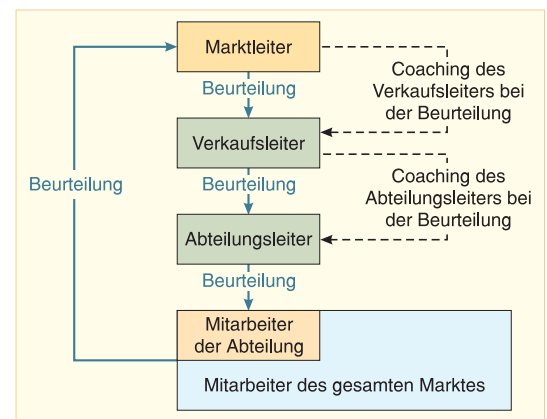 Marktleiter
Coaching des
Verkaufsleiters bei
der Beurteilung
Beurteilung
Verkaufsleiter
Beurteilung
Beurteilung
Coaching des
Abteilungsleiters bei
der Beurteilung
Abteilungsleiter
Beurteilung
Mitarbeiter
der Abteilung
Mitarbeiter des gesamten Marktes